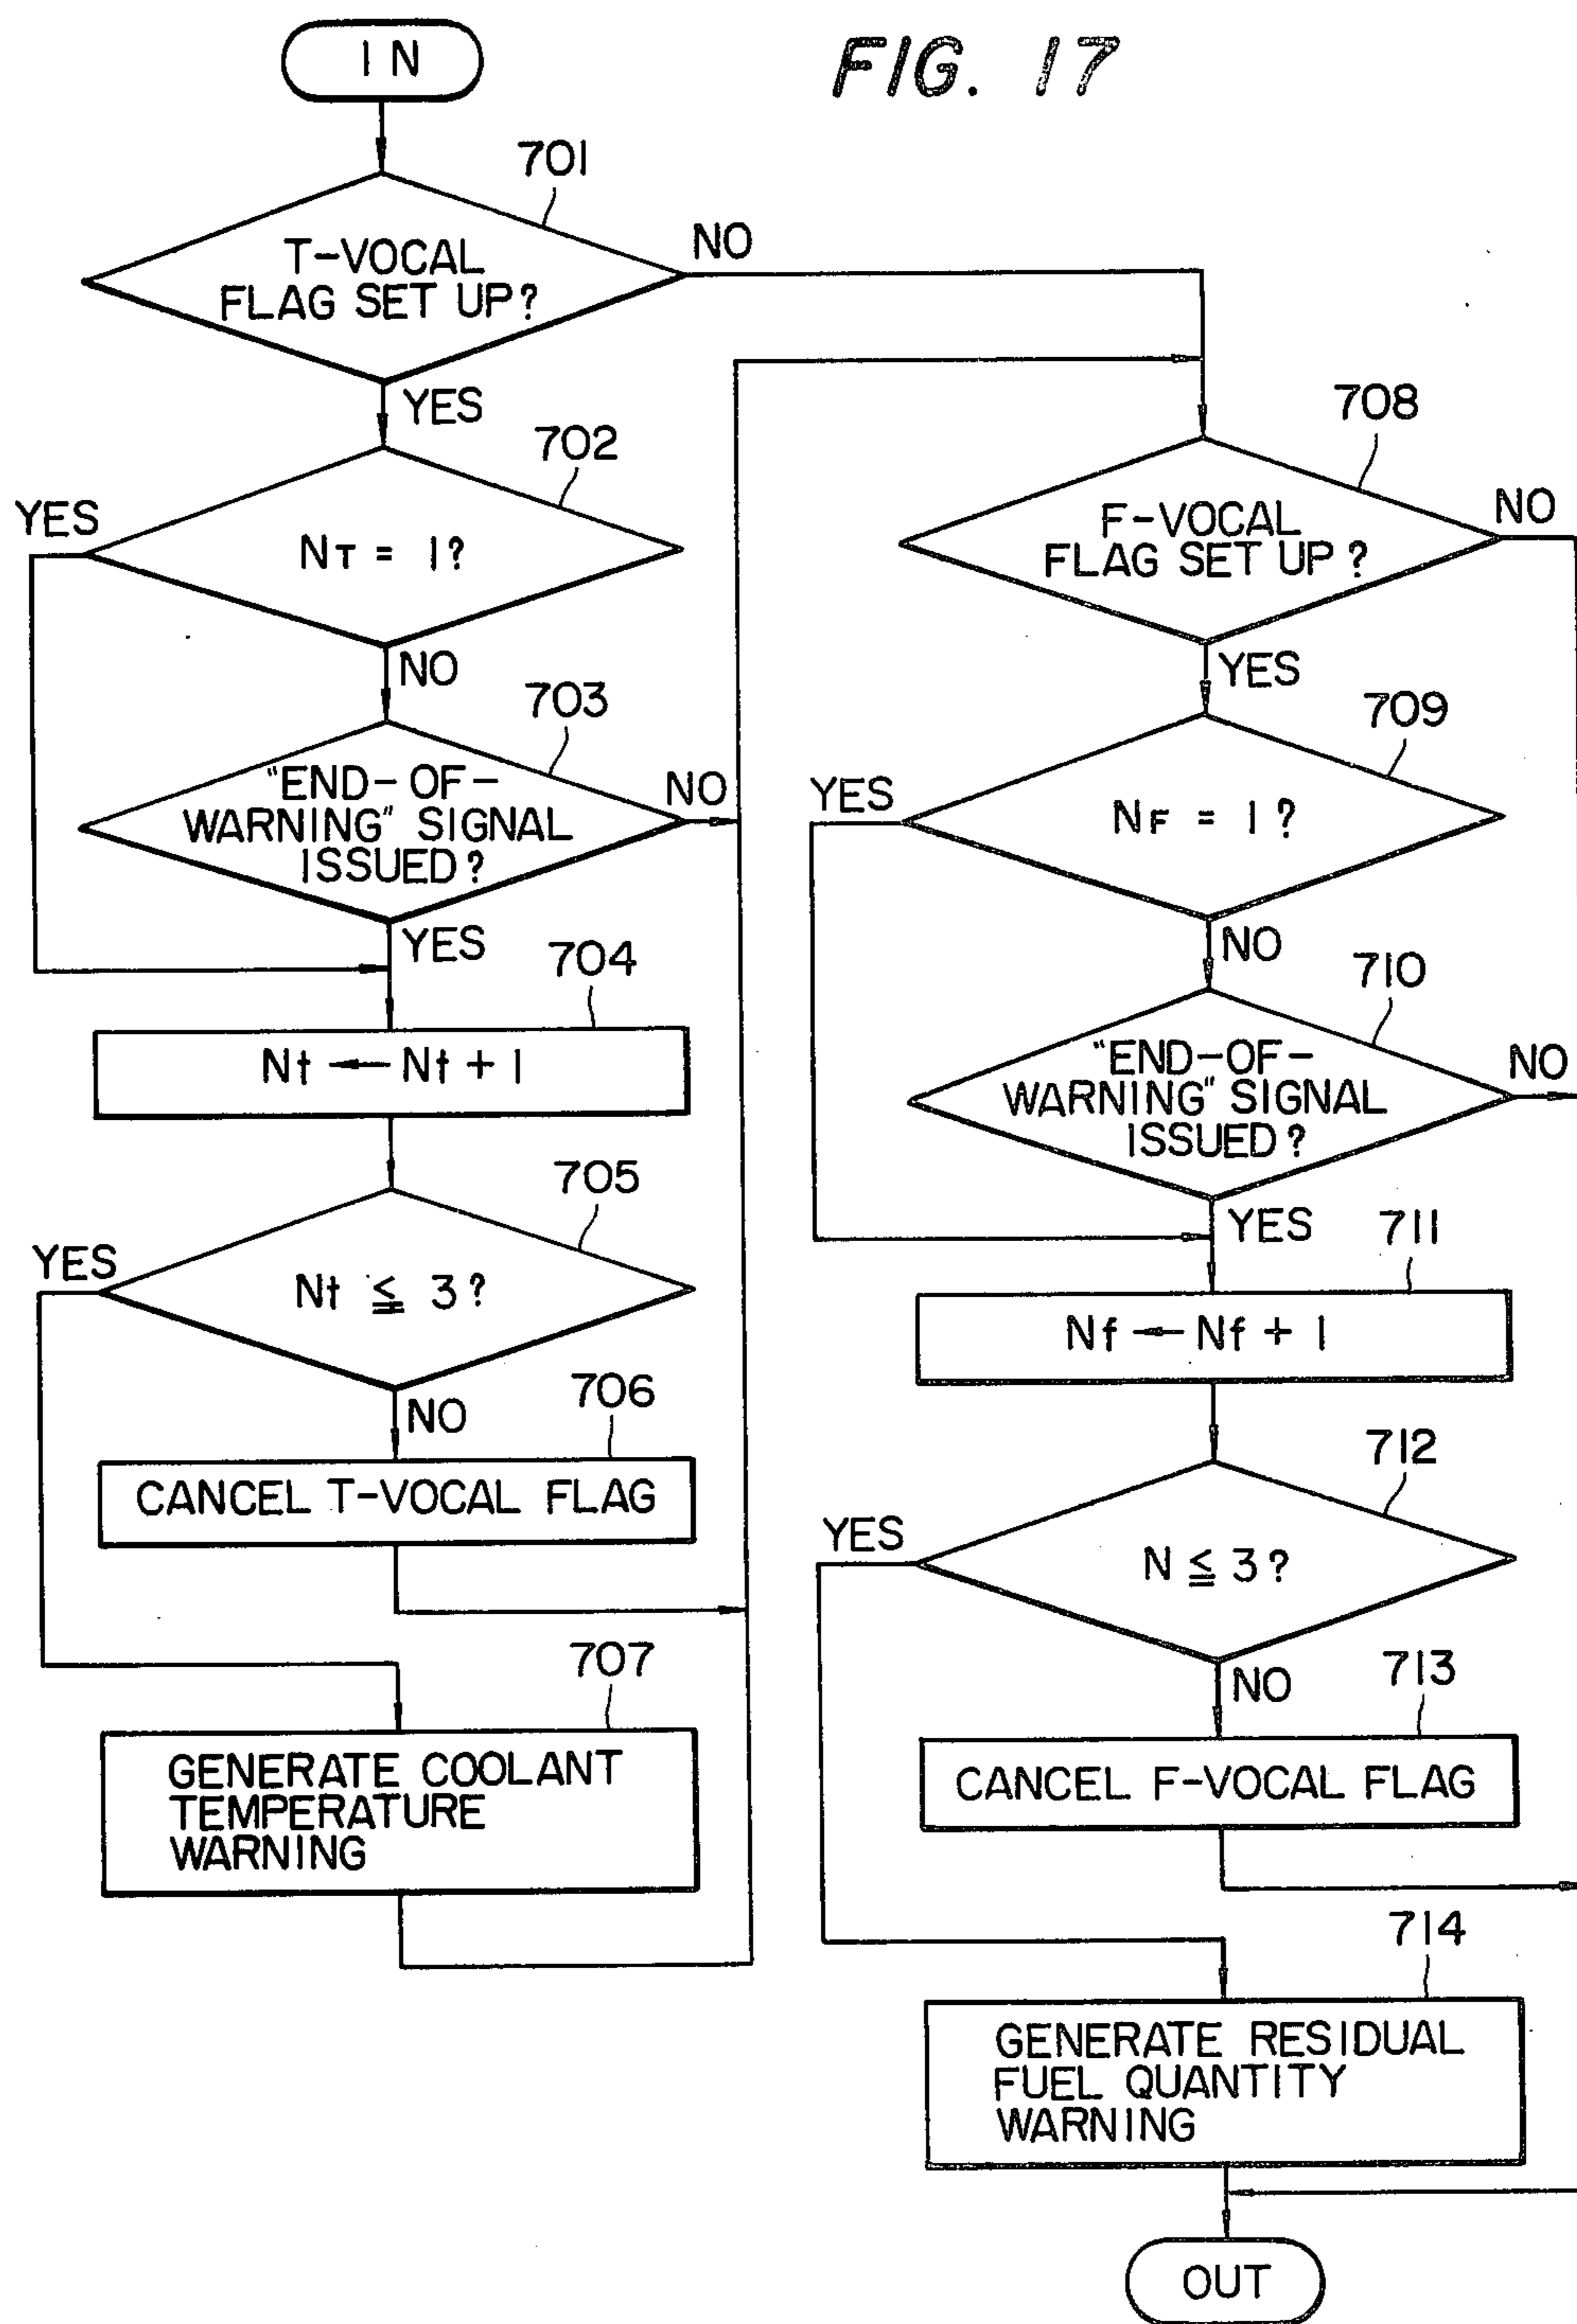 FIG. 17
IN
701
T-VOCAL
FLAG SET UP?
NO
YES
702
YES
NT = 1?
NO
703
"END-OF-
WARNING" SIGNAL
ISSUED?
NO
YES
704
Nt ← Nt + 1
705
YES
Nt ≦ 3?
NO
706
CANCEL T-VOCAL FLAG
707
GENERATE COOLANT
TEMPERATURE
WARNING
708
F-VOCAL
FLAG SET UP?
NO
YES
709
YES
NF = 1?
NO
710
"END-OF-
WARNING" SIGNAL
ISSUED?
NO
YES
711
Nf ← Nf + 1
712
YES
N ≦ 3?
NO
713
CANCEL F-VOCAL FLAG
714
GENERATE RESIDUAL
FUEL QUANTITY
WARNING
OUT